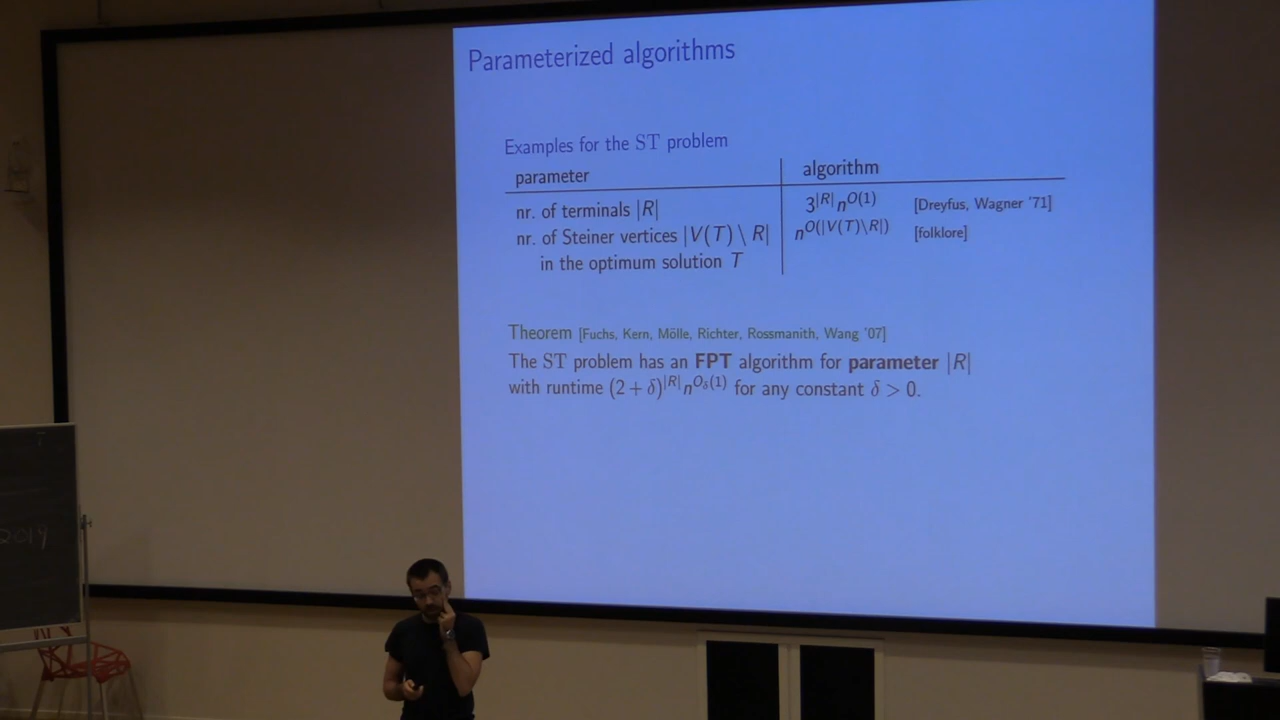 Parameterized algorithms
Examples for the ST problem
parameter algorithm
nr. of terminals |R| 3^{|R|}n^{O(1)} [Dreyfus, Wagner '71]
nr. of Steiner vertices |V(T) \ R| n^{O(|V(T)\R|)} [folklore]
in the optimum solution T
Theorem [Fuchs, Kern, Mölle, Richter, Rossmanith, Wang '07]
The ST problem has an FPT algorithm for parameter |R|
with runtime (2 + δ)^{|R|}n^{O_δ(1)} for any constant δ > 0.
2019